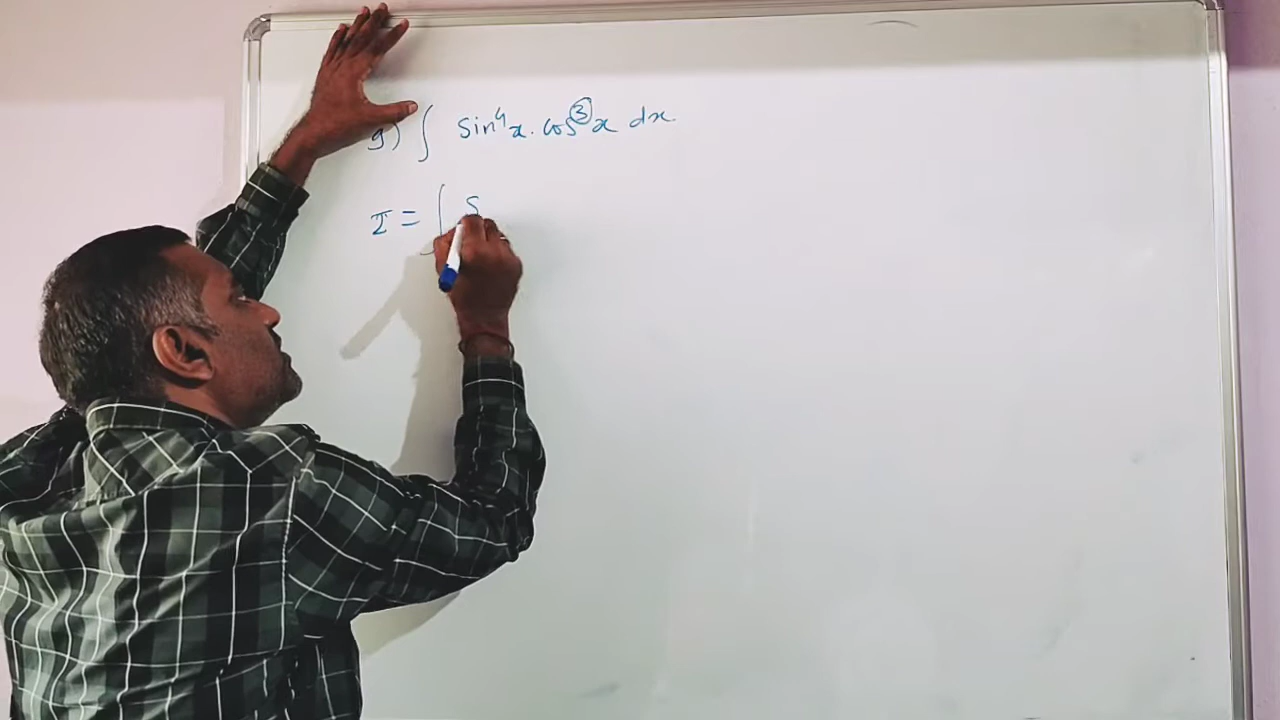 9) ∫ sin⁴x. cos³x dx.
I = ∫ S